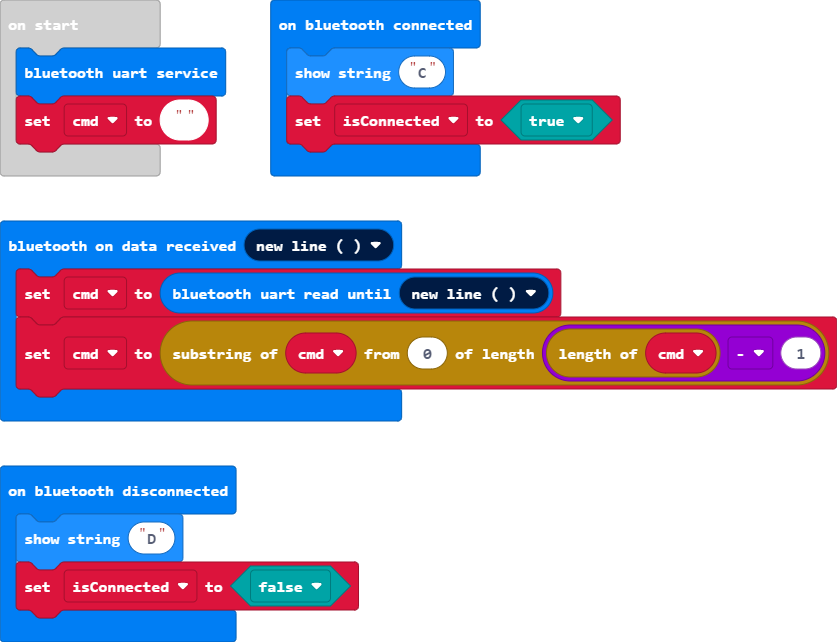 on start
bluetooth uart service
set cmd to " "
on bluetooth connected
show string "C"
set isConnected to true
bluetooth on data received new line ( )
set cmd to bluetooth uart read until new line ( )
set cmd to substring of cmd from 0 of length length of cmd - 1
on bluetooth disconnected
show string "D"
set isConnected to false